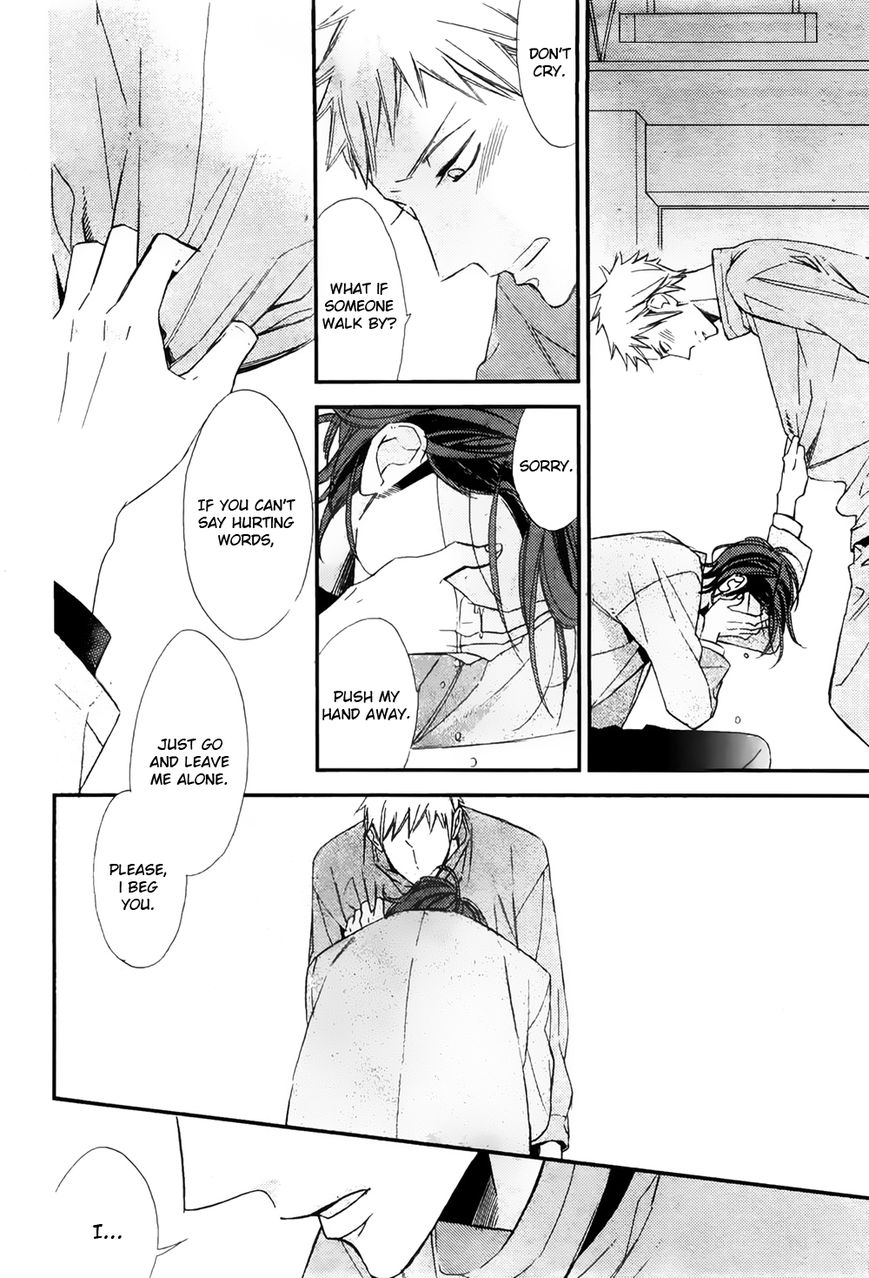 DON'T
CRY.
WHAT IF
SOMEONE
WALK BY?
SORRY.
PUSH MY
HAND AWAY.
IF YOU CAN'T
SAY HURTING
WORDS,
JUST GO
AND LEAVE
ME ALONE.
PLEASE,
I BEG
YOU.
I...